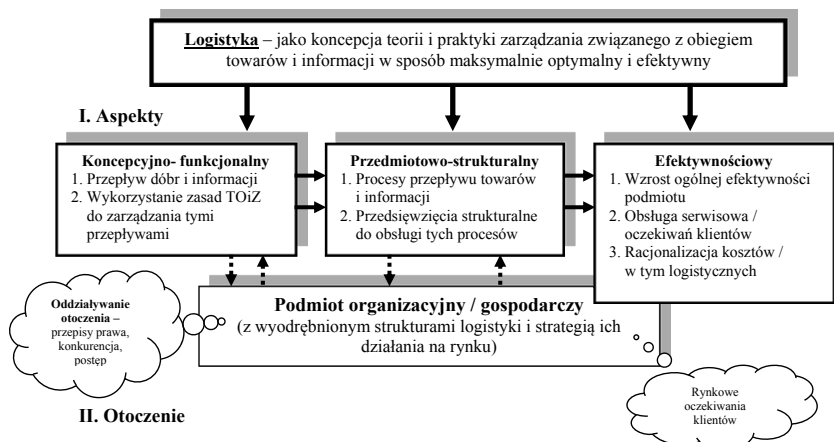 Logistyka – jako koncepcja teorii i praktyki zarządzania związanego z obiegiem
towarów i informacji w sposób maksymalnie optymalny i efektywny
I. Aspekty
Koncepcyjno- funkcjonalny
1. Przepływ dóbr i informacji
2. Wykorzystanie zasad TOiZ
do zarządzania tymi
przepływami
Przedmiotowo-strukturalny
1. Procesy przepływu towarów
i informacji
2. Przedsięwzięcia strukturalne
do obsługi tych procesów
Efektywnościowy
1. Wzrost ogólnej efektywności
podmiotu
2. Obsługa serwisowa /
oczekiwań klientów
3. Racjonalizacja kosztów /
w tym logistycznych
Oddziaływanie
otoczenia –
przepisy prawa,
konkurencja,
postęp
Podmiot organizacyjny / gospodarczy
(z wyodrębnionym strukturami logistyki i strategią ich
działania na rynku)
Rynkowe
oczekiwania
klientów
II. Otoczenie